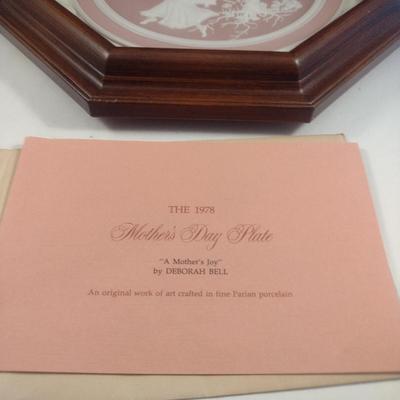 THE 1978
Mother's Day Plate
"A Mother's Joy"
by DEBORAH BELL
An original work of art crafted in fine Parian porcelain